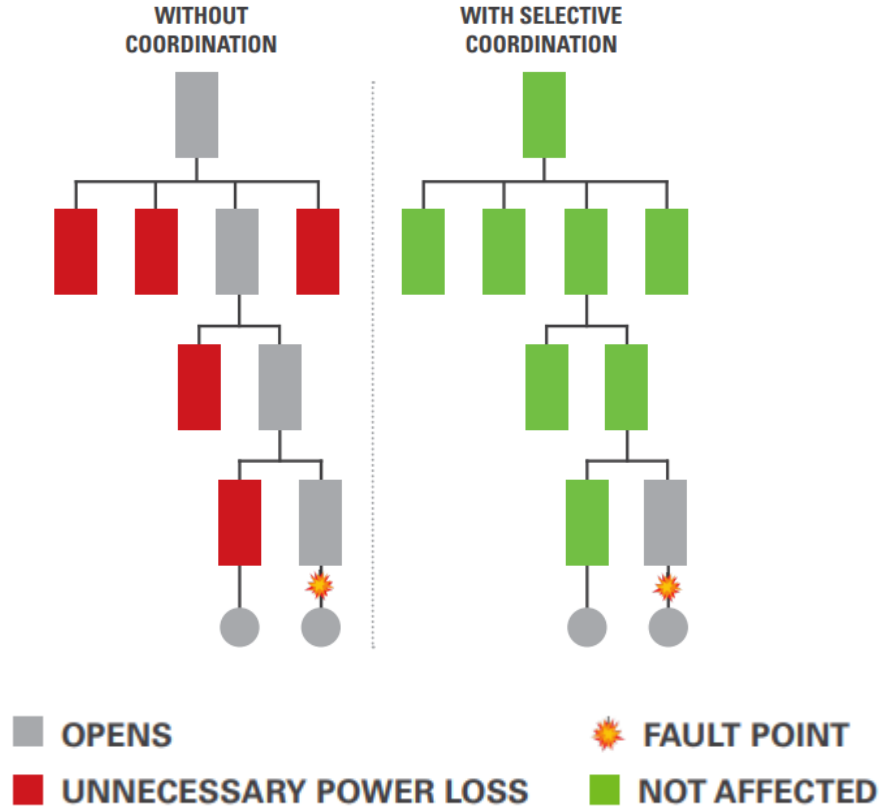 WITHOUT
COORDINATION
WITH SELECTIVE
COORDINATION
OPENS
FAULT POINT
UNNECESSARY POWER LOSS
NOT AFFECTED